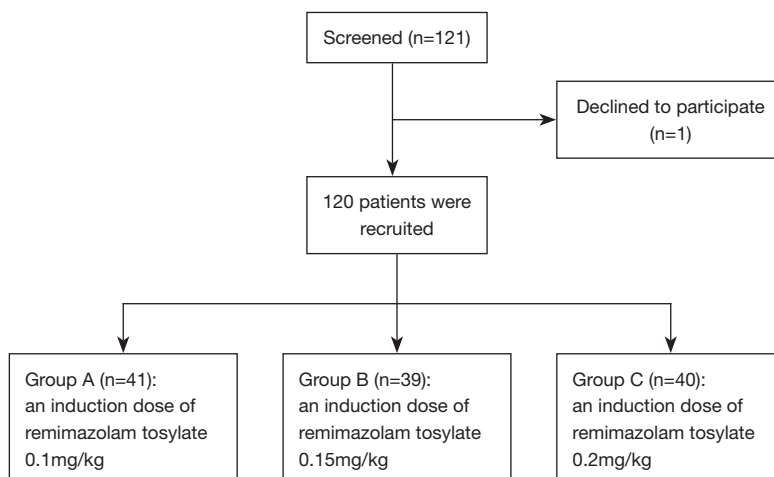 Screened (n=121)
Declined to participate
(n=1)
120 patients were
recruited
Group A (n=41):
an induction dose of
remimazolam tosylate
0.1mg/kg
Group B (n=39):
an induction dose of
remimazolam tosylate
0.15mg/kg
Group C (n=40):
an induction dose of
remimazolam tosylate
0.2mg/kg